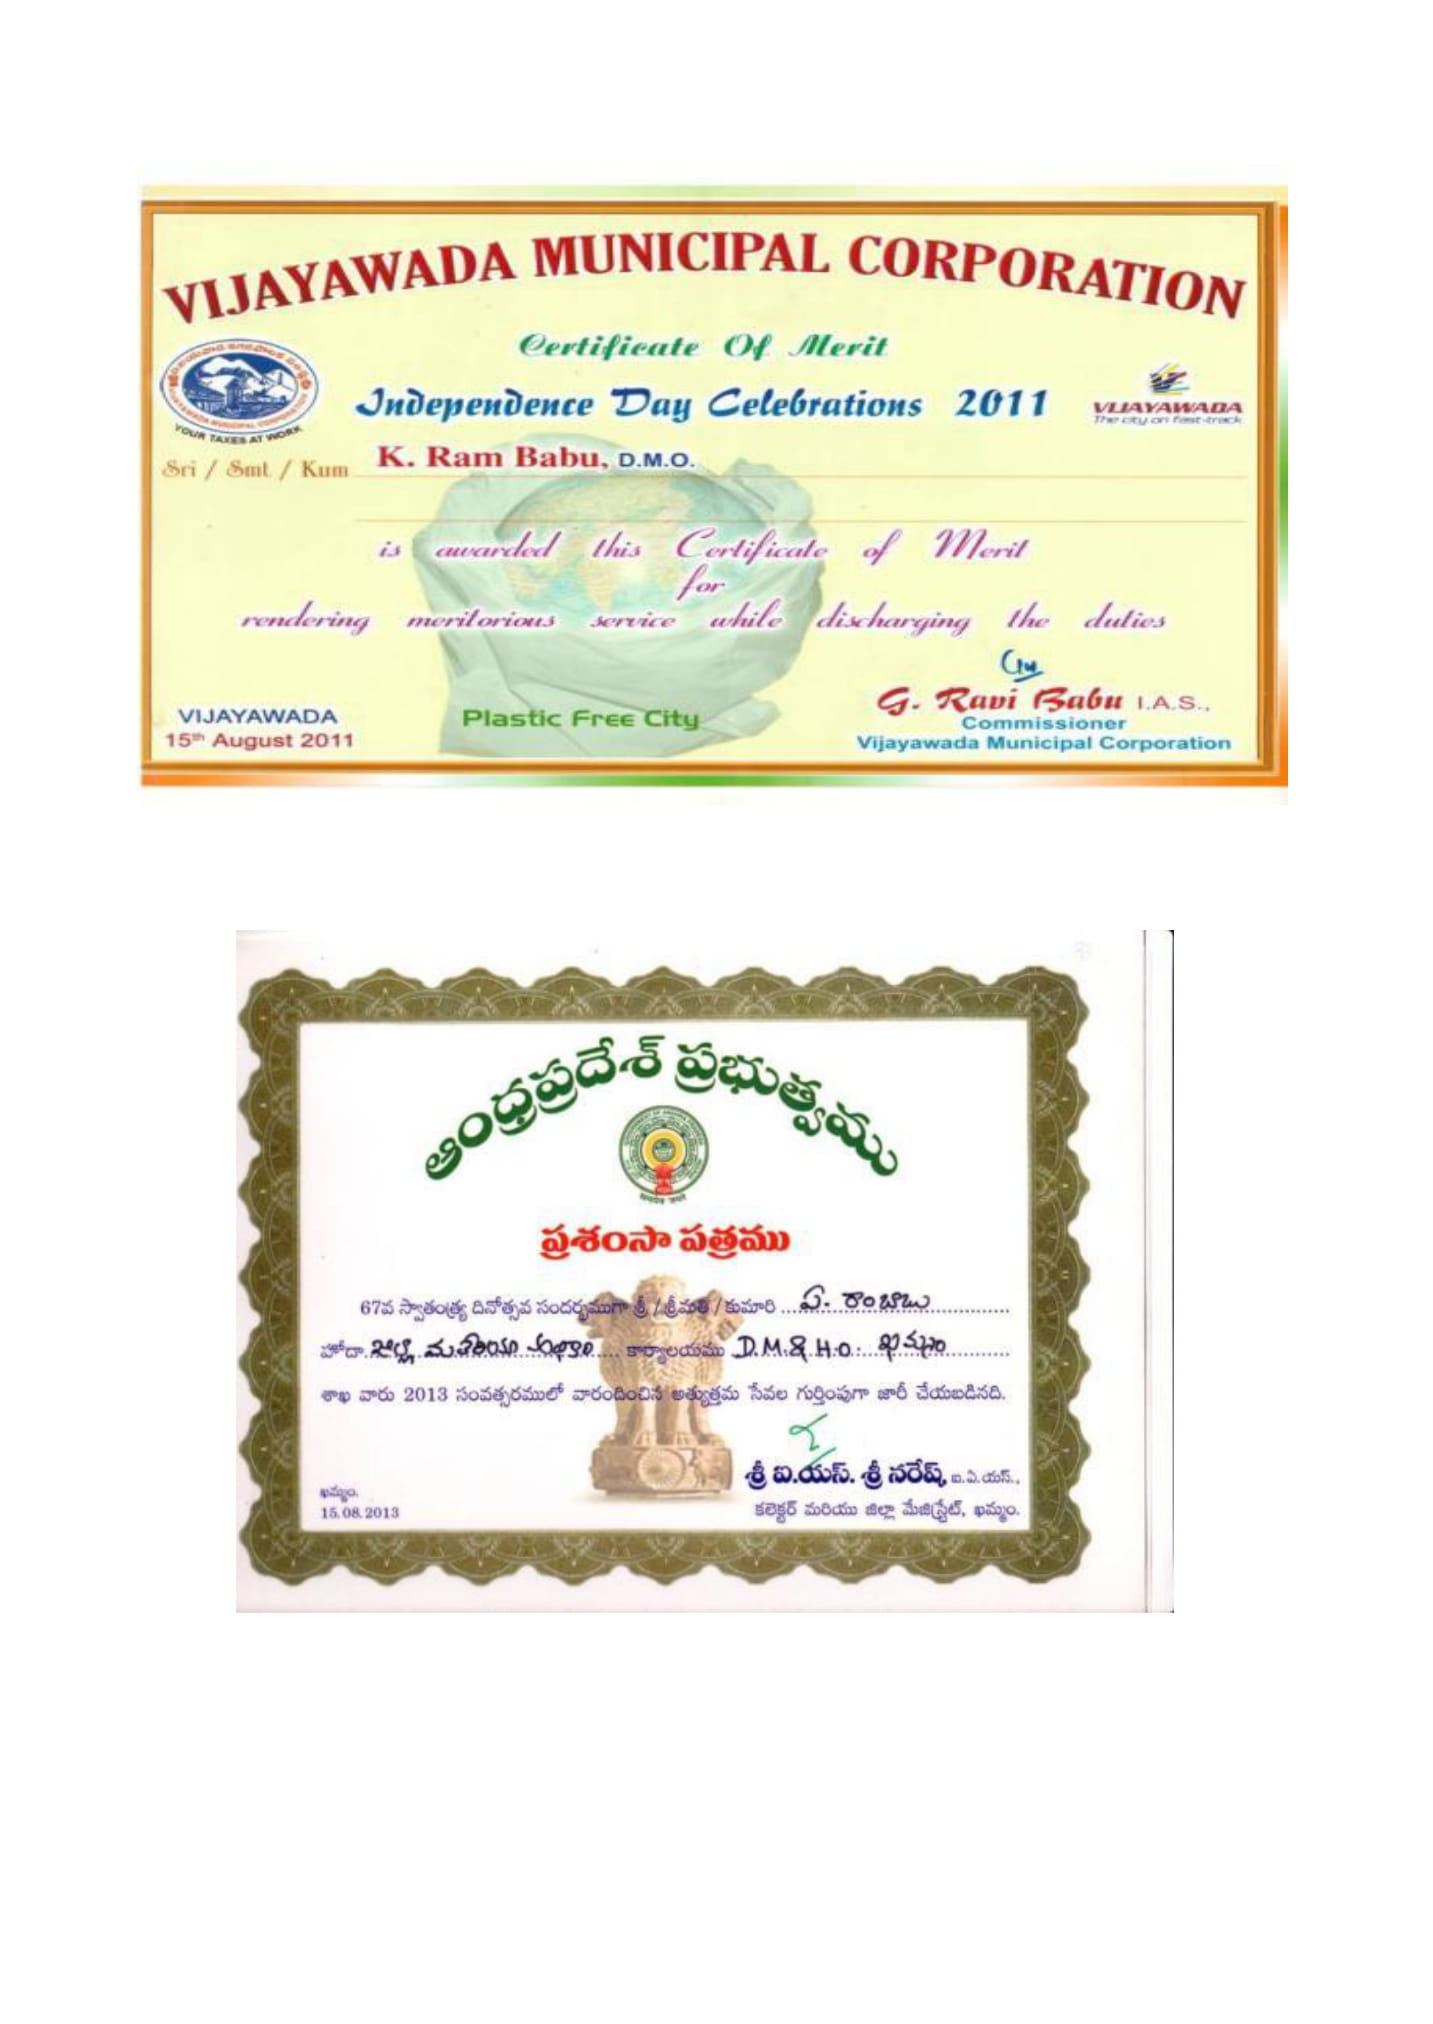 VIJAYAWADA MUNICIPAL CORPORATION
Certificate Of Merit
YOUR TAXES AT WORK
Independence Day Celebrations 2011
VIJAYAWADA
The city on fast-track
Sri / Smt / Kum K. Ram Babu, D.M.O.
is awarded this Certificate of Merit
for
rendering meritorious service while discharging the duties
G. Ravi Babu I.A.S.,
VIJAYAWADA Plastic Free City Commissioner
15th August 2011 Vijayawada Municipal Corporation
ఆంధ్రప్రదేశ్ ప్రభుత్వము
ప్రశంసా పత్రము
67వ స్వాతంత్ర్య దినోత్సవ సందర్భముగా శ్రీ / శ్రీమతి / కుమారి ... రాంబాబు
హోదా జిల్లా మలేరియా ... కార్యాలయము D.M.& H.O. ఖమ్మం
శాఖ వారు 2013 సంవత్సరములో వారందించిన అత్యుత్తమ సేవల గుర్తింపుగా జారీ చేయబడినది.
శ్రీ ఐ.యస్. శ్రీ నరేష్, ఐ.ఏ.యస్.,
ఖమ్మం.
15.08.2013 కలెక్టర్ మరియు జిల్లా మేజిస్ట్రేట్, ఖమ్మం.